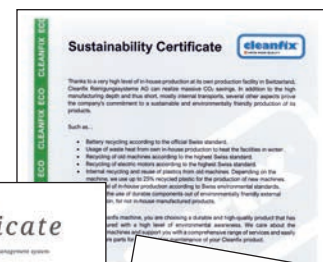 Sustainability Certificate
cleanfix
CLEANFIX ECO CLEANFIX ECO
Thanks to a very high level of in-house production at its own production facility in Switzerland,
Cleanfix Reinigungssysteme AG can realize massive CO₂ savings. In addition to the high
manufacturing depth and thus short, mostly internal transports, several other aspects prove
the company's commitment to a sustainable and environmentally friendly production of its
products.
Such as...
• Battery recycling according to the official Swiss standard.
• Usage of waste heat from own in-house production to heat the facilities in winter.
• Recycling of old machines according to the highest Swiss standard.
• Recycling of electric motors according to the highest Swiss standard.
• Internal recycling and reuse of plastics from old machines. Depending on the
machine, we use up to 25% recycled plastic for the production of new machines.
of in-house production according to Swiss environmental standards.
the use of durable components out of environmentally friendly external
for not in-house manufactured products.
machine, you are choosing a durable and high-quality product that has
with a high level of environmental awareness. We care about the
machines and support you with a comprehensive range of services and easily
parts for maintenance of your Cleanfix product.
icate
management system